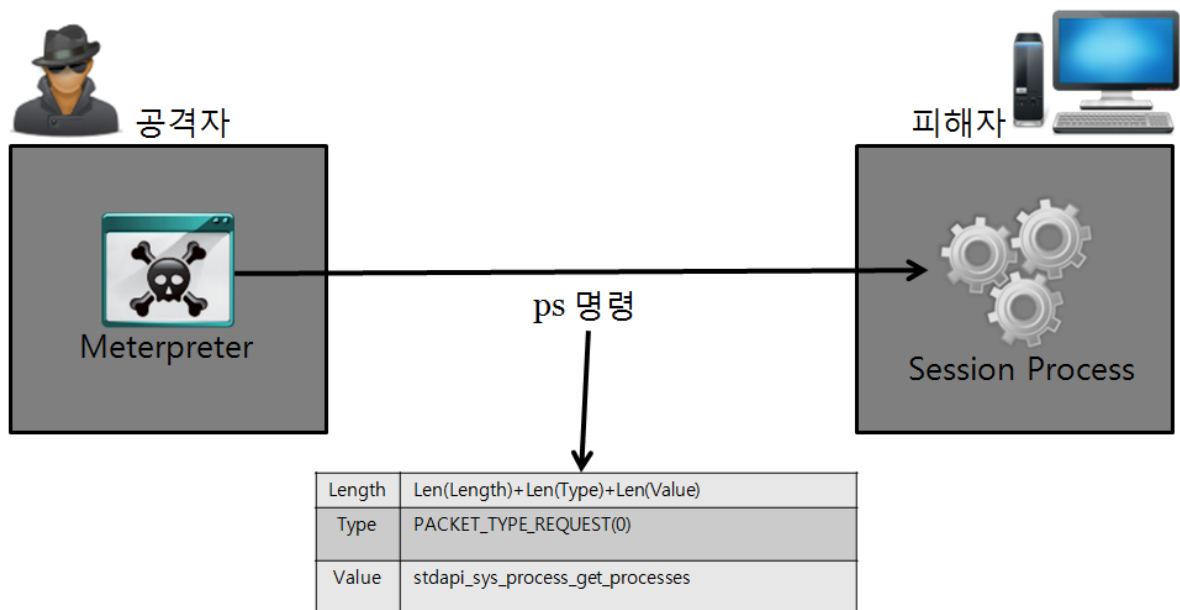 공격자
피해자
Meterpreter
ps 명령
Session Process
Length Len(Length)+Len(Type)+Len(Value)
Type PACKET_TYPE_REQUEST(0)
Value stdapi_sys_process_get_processes